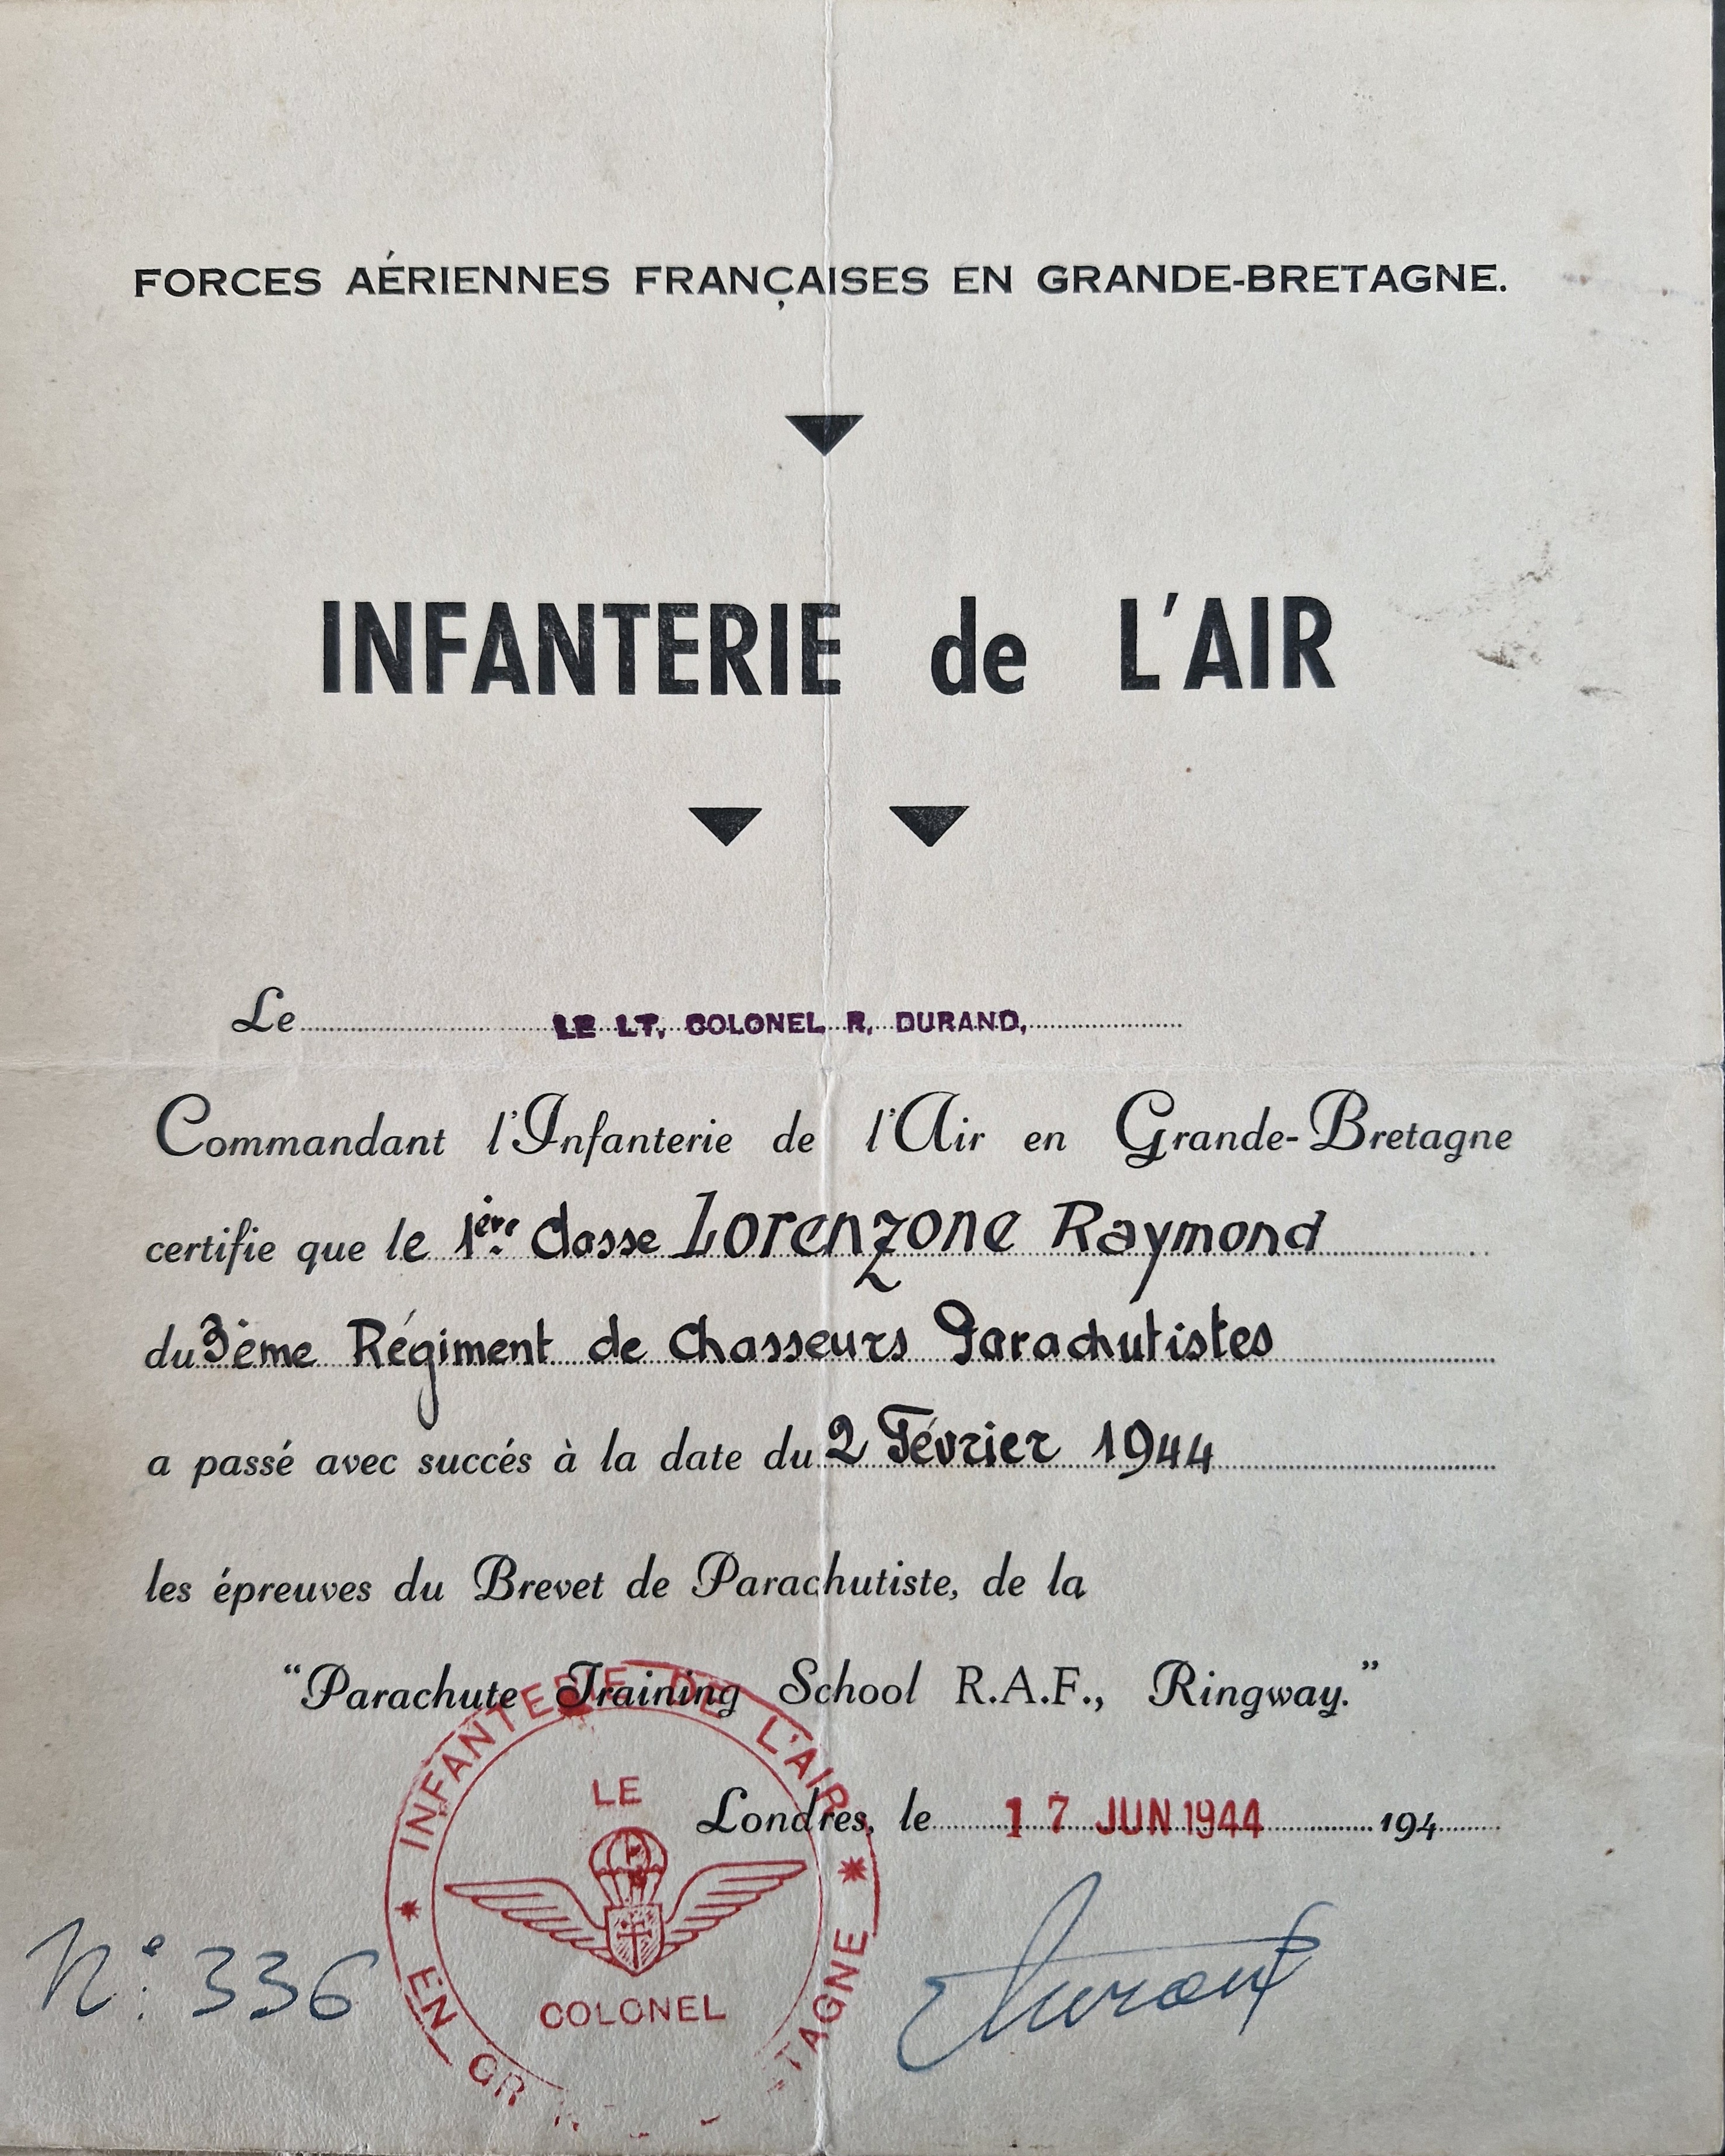 FORCES AÉRIENNES FRANÇAISES EN GRANDE-BRETAGNE.
INFANTERIE de L'AIR
Le LE LT. COLONEL R. DURAND,
Commandant l'Infanterie de l'Air en Grande-Bretagne
certifie que le 1ère Classe Lorenzone Raymond
du 3ème Régiment de Chasseurs Parachutistes
a passé avec succés à la date du 2 Février 1944
les épreuves du Brevet de Parachutiste, de la
“Parachute Training School R.A.F., Ringway.”
Londres, le 17 JUN 1944 194
INFANTERIE DE L'AIR
LE
COLONEL
EN GR TAGNE
N° 336
Durand